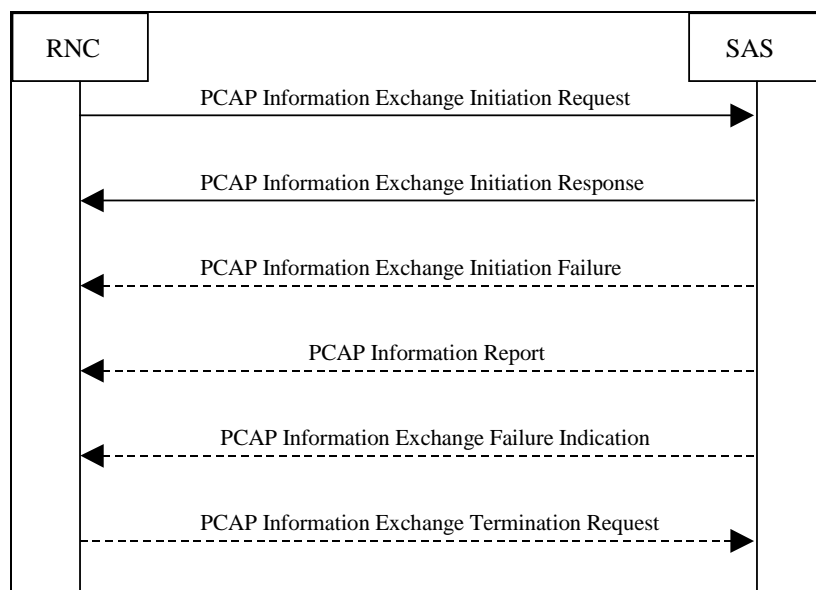 RNC
SAS
PCAP Information Exchange Initiation Request
PCAP Information Exchange Initiation Response
PCAP Information Exchange Initiation Failure
PCAP Information Report
PCAP Information Exchange Failure Indication
PCAP Information Exchange Termination Request